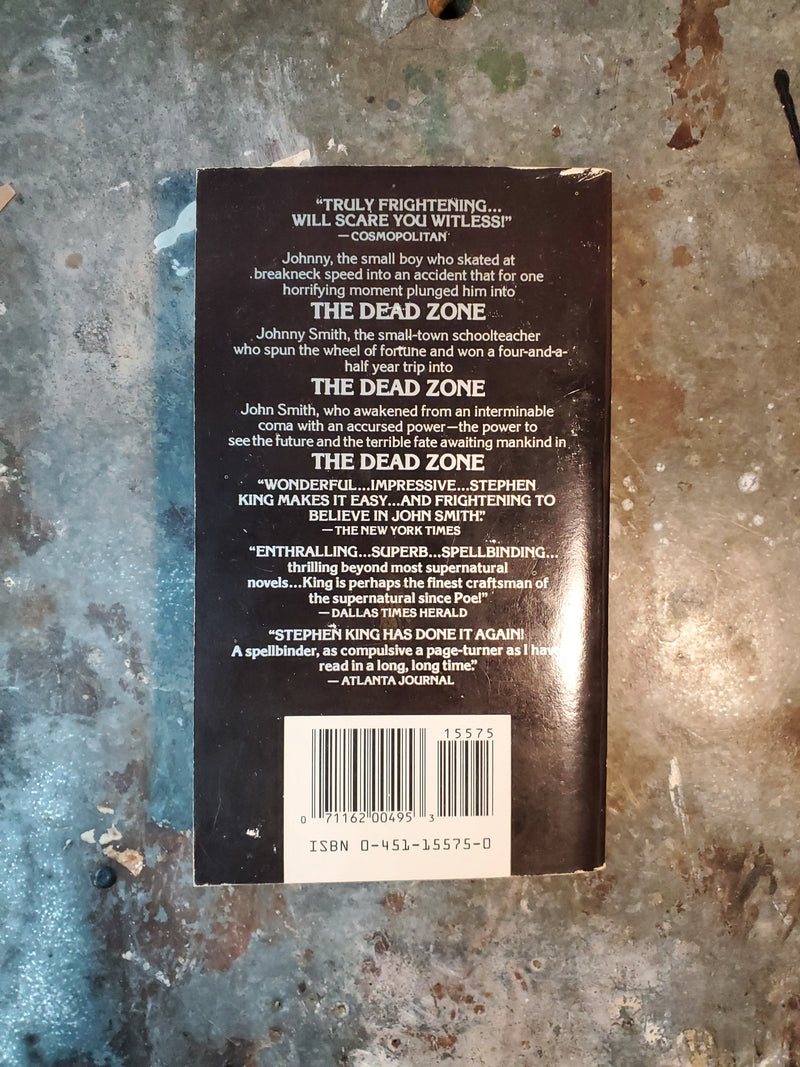 “TRULY FRIGHTENING...
WILL SCARE YOU WITLESS!”
—COSMOPOLITAN
Johnny, the small boy who skated at
breakneck speed into an accident that for one
horrifying moment plunged him into
THE DEAD ZONE
Johnny Smith, the small-town schoolteacher
who spun the wheel of fortune and won a four-and-a-
half year trip into
THE DEAD ZONE
John Smith, who awakened from an interminable
coma with an accursed power—the power to
see the future and the terrible fate awaiting mankind in
THE DEAD ZONE
“WONDERFUL...IMPRESSIVE...STEPHEN
KING MAKES IT EASY...AND FRIGHTENING TO
BELIEVE IN JOHN SMITH.”
—THE NEW YORK TIMES
“ENTHRALLING...SUPERB...SPELLBINDING...
thrilling beyond most supernatural
novels...King is perhaps the finest craftsman of
the supernatural since Poe!”
—DALLAS TIMES HERALD
“STEPHEN KING HAS DONE IT AGAIN!
A spellbinder, as compulsive a page-turner as I have
read in a long, long time.”
—ATLANTA JOURNAL
15575
0 71162 00495 3
ISBN 0-451-15575-0